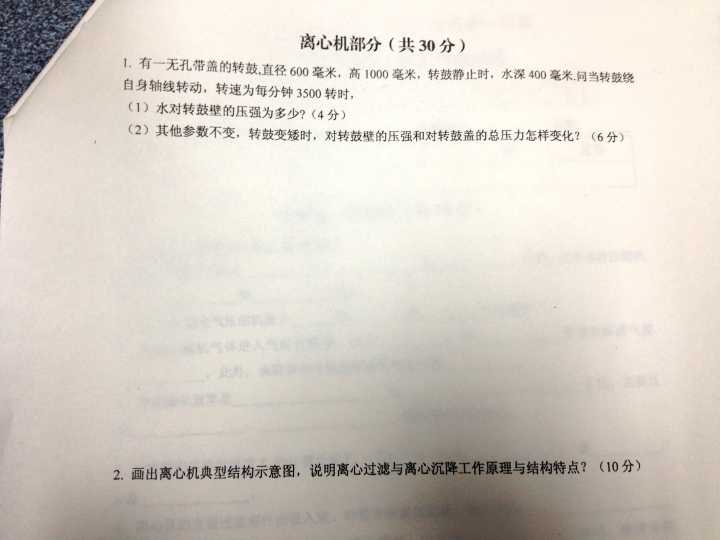 离心机部分（共 30 分）
1. 有一无孔带盖的转鼓,直径 600 毫米，高 1000 毫米，转鼓静止时，水深 400 毫米.问当转鼓绕
自身轴线转动，转速为每分钟 3500 转时，
（1）水对转鼓壁的压强为多少?（4 分）
（2）其他参数不变，转鼓变矮时，对转鼓壁的压强和对转鼓盖的总压力怎样变化？（6 分）
2. 画出离心机典型结构示意图，说明离心过滤与离心沉降工作原理与结构特点？（10 分）